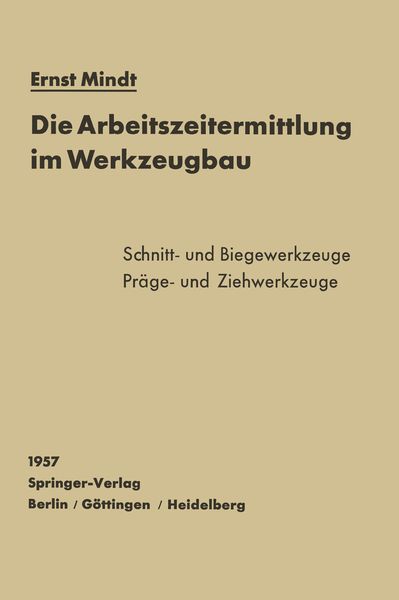 Ernst Mindt
Die Arbeitszeitermittlung
im Werkzeugbau
Schnitt- und Biegewerkzeuge
Präge- und Ziehwerkzeuge
1957
Springer-Verlag
Berlin / Göttingen / Heidelberg